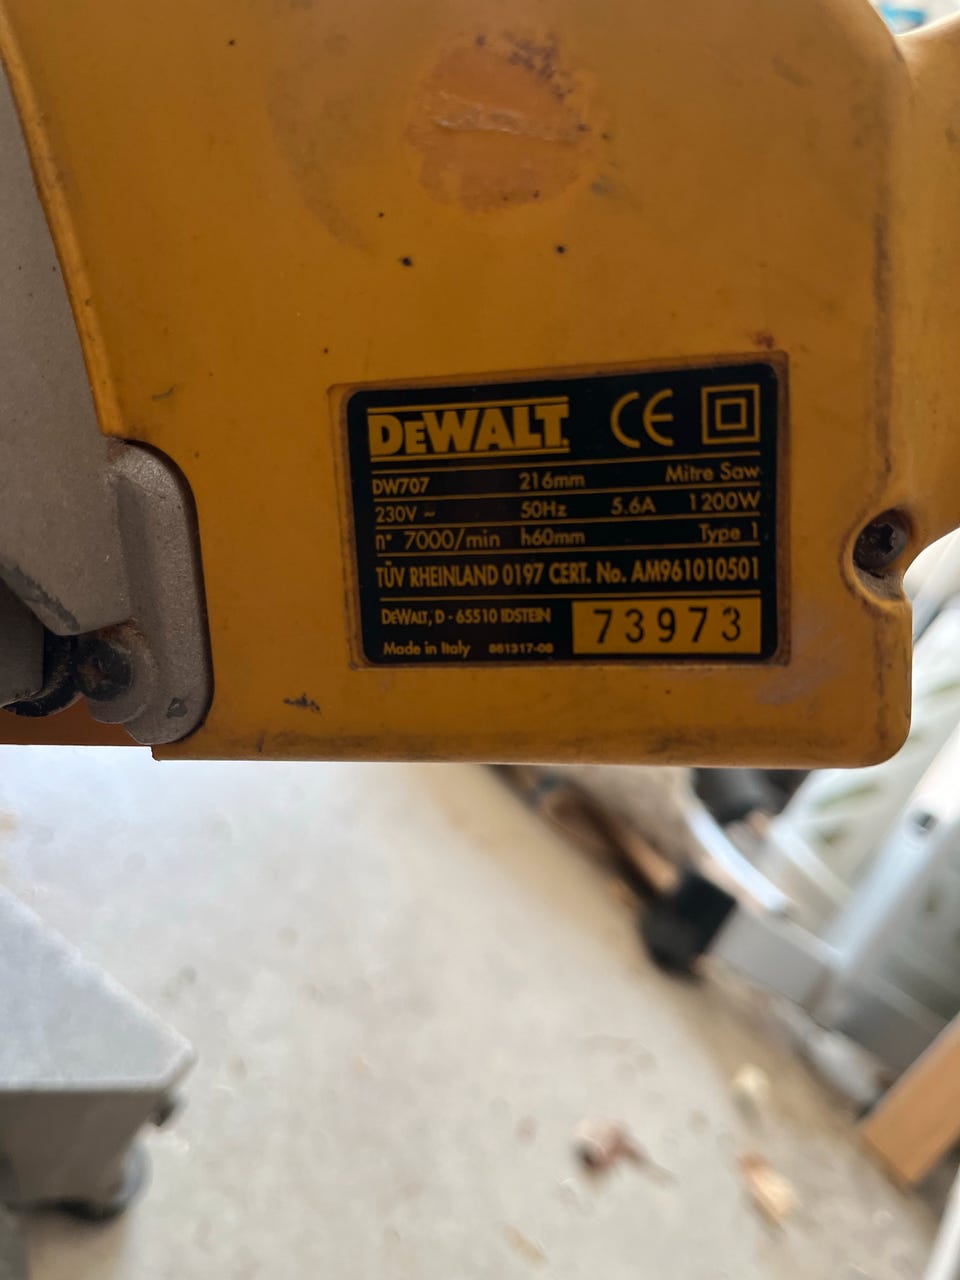 DEWALT. CE
DW707 216mm Mitre Saw
230V ~ 50Hz 5.6A 1200W
n° 7000/min h60mm Type 1
TÜV RHEINLAND 0197 CERT. No. AM961010501
DEWALT, D - 65510 IDSTEIN 73973
Made in Italy 861317-08